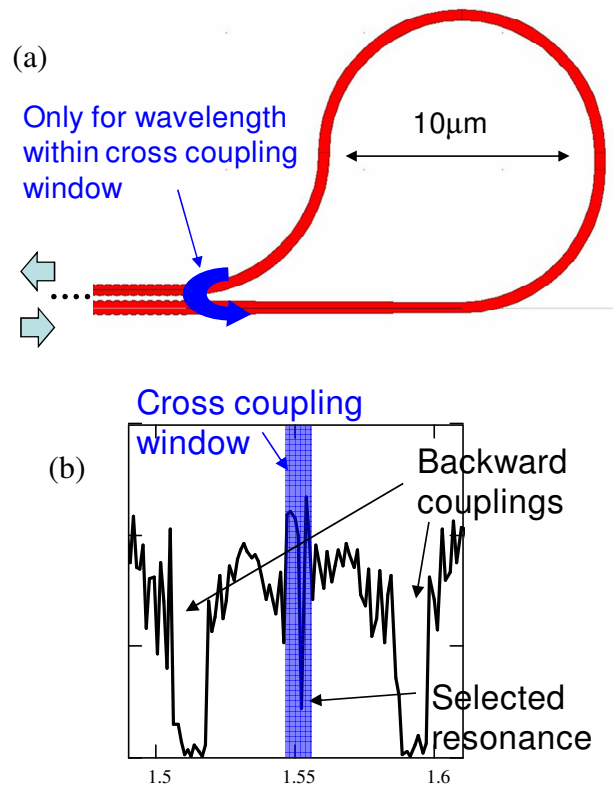 (a)
Only for wavelength
within cross coupling
window
10μm
Cross coupling
window
(b)
Backward
couplings
Selected
resonance
1.5
1.55
1.6